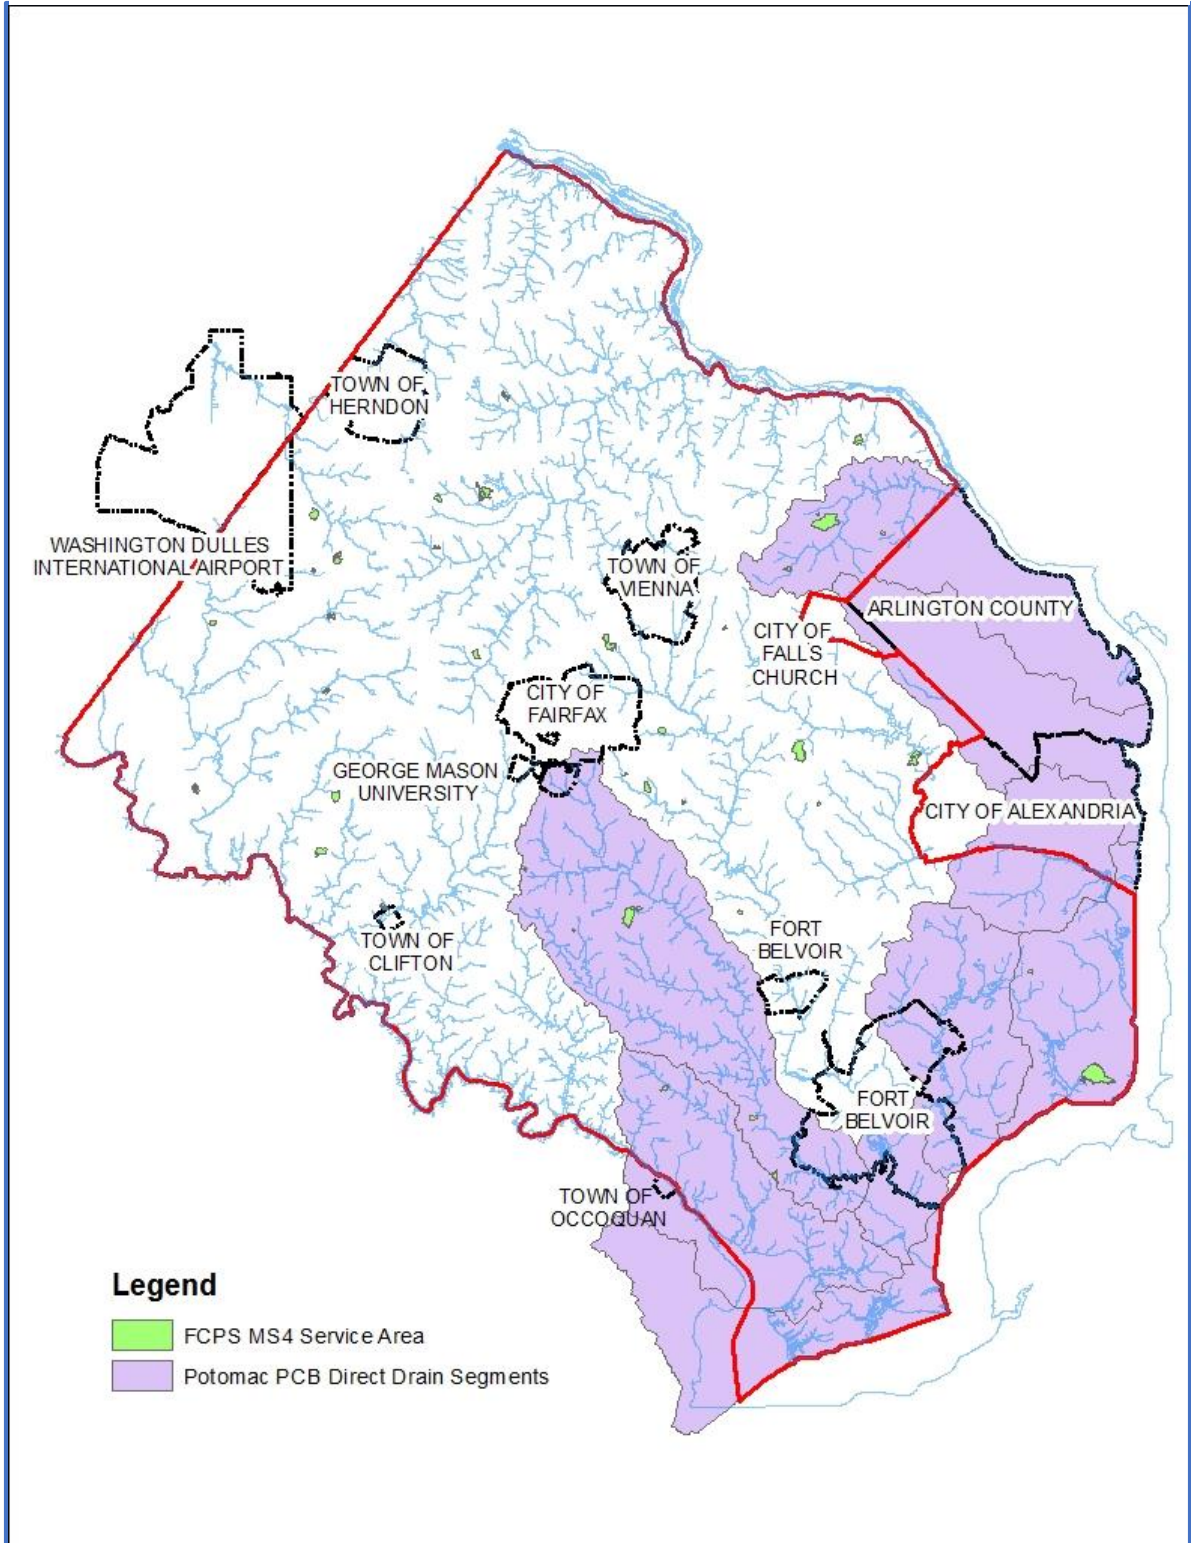 TOWN OF
HERNDON
WASHINGTON DULLES
INTERNATIONAL AIRPORT
TOWN OF
VIENNA
ARLINGTON COUNTY
CITY OF
FALLS
CHURCH
CITY OF
FAIRFAX
GEORGE MASON
UNIVERSITY
CITY OF ALEXANDRIA
TOWN OF
CLIFTON
FORT
BELVOIR
FORT
BELVOIR
TOWN OF
OCCOQUAN
Legend
FCPS MS4 Service Area
Potomac PCB Direct Drain Segments